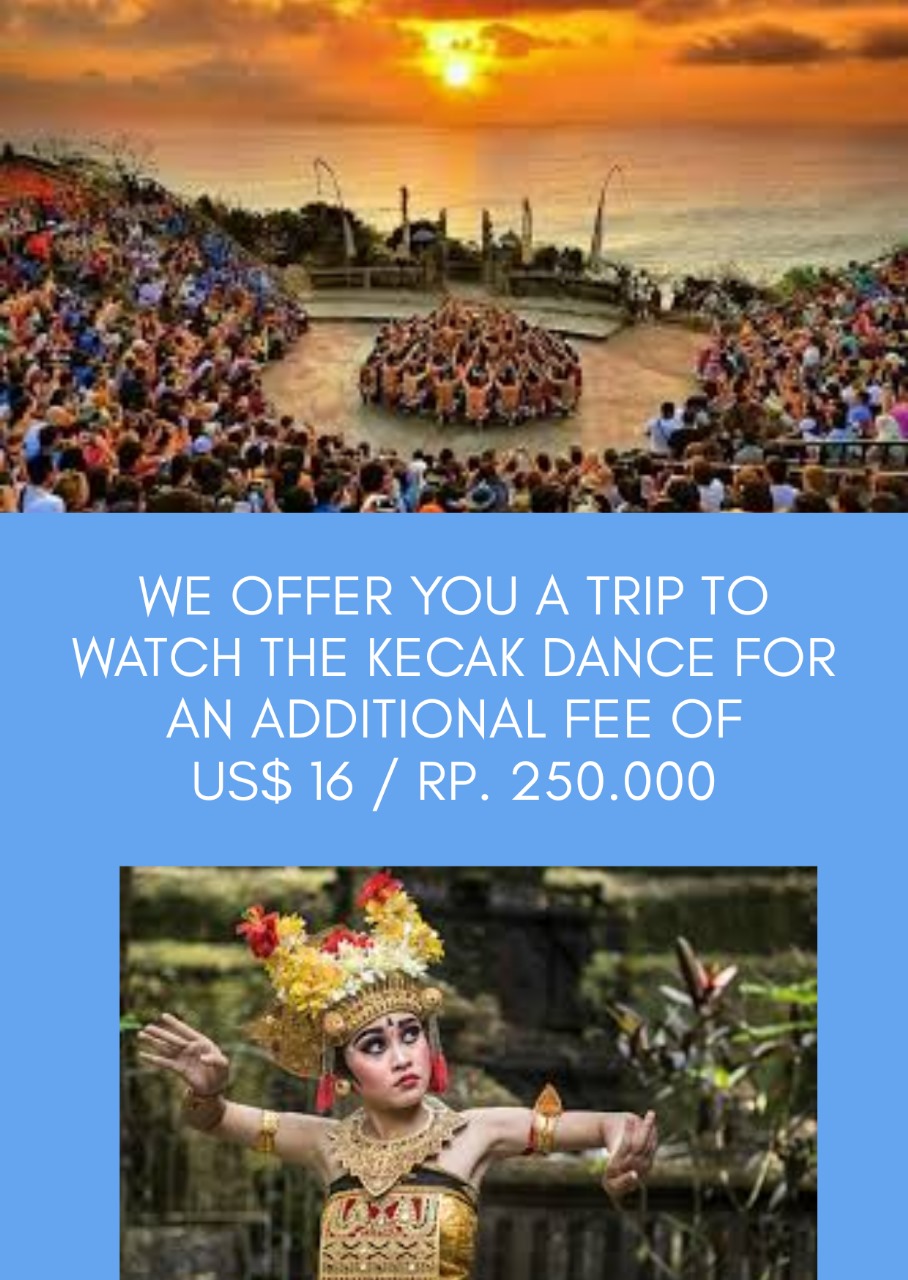 WE OFFER YOU A TRIP TO
WATCH THE KECAK DANCE FOR
AN ADDITIONAL FEE OF
US$ 16 / RP. 250.000